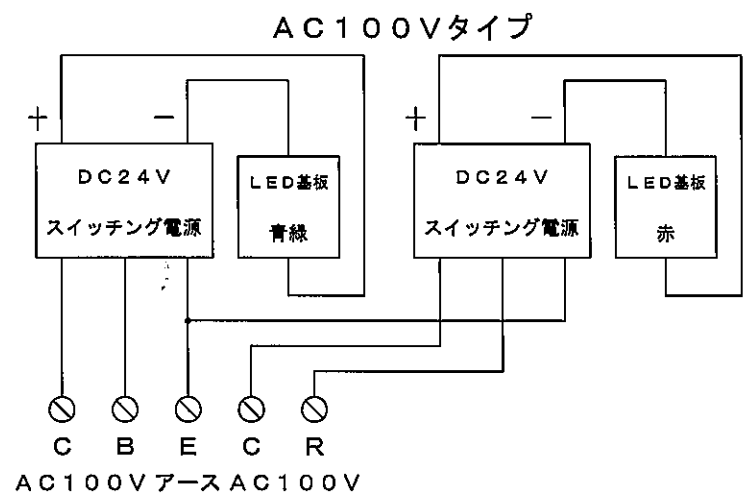 AC100Vタイプ
+ − + −
DC24V LED基板 DC24V LED基板
スイッチング電源 青緑 スイッチング電源 赤
C B E C R
AC100V アース AC100V